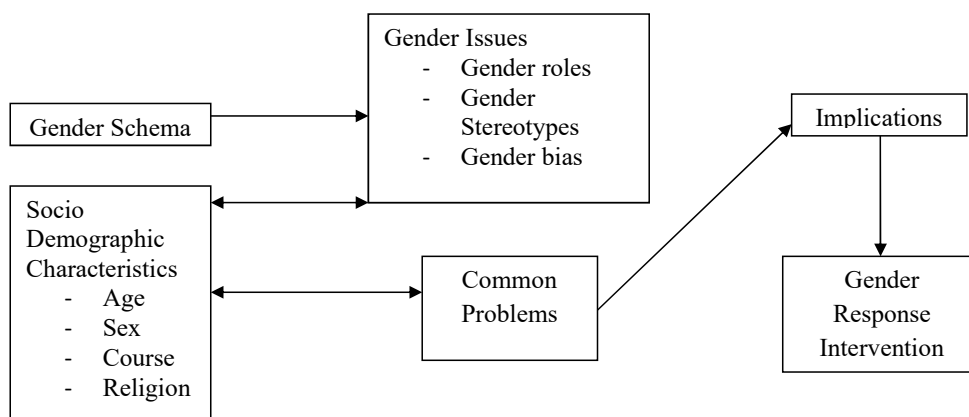 Gender Issues
- Gender roles
- Gender
Stereotypes
- Gender bias
Gender Schema
Implications
Socio
Demographic
Characteristics
- Age
- Sex
- Course
- Religion
Common
Problems
Gender
Response
Intervention